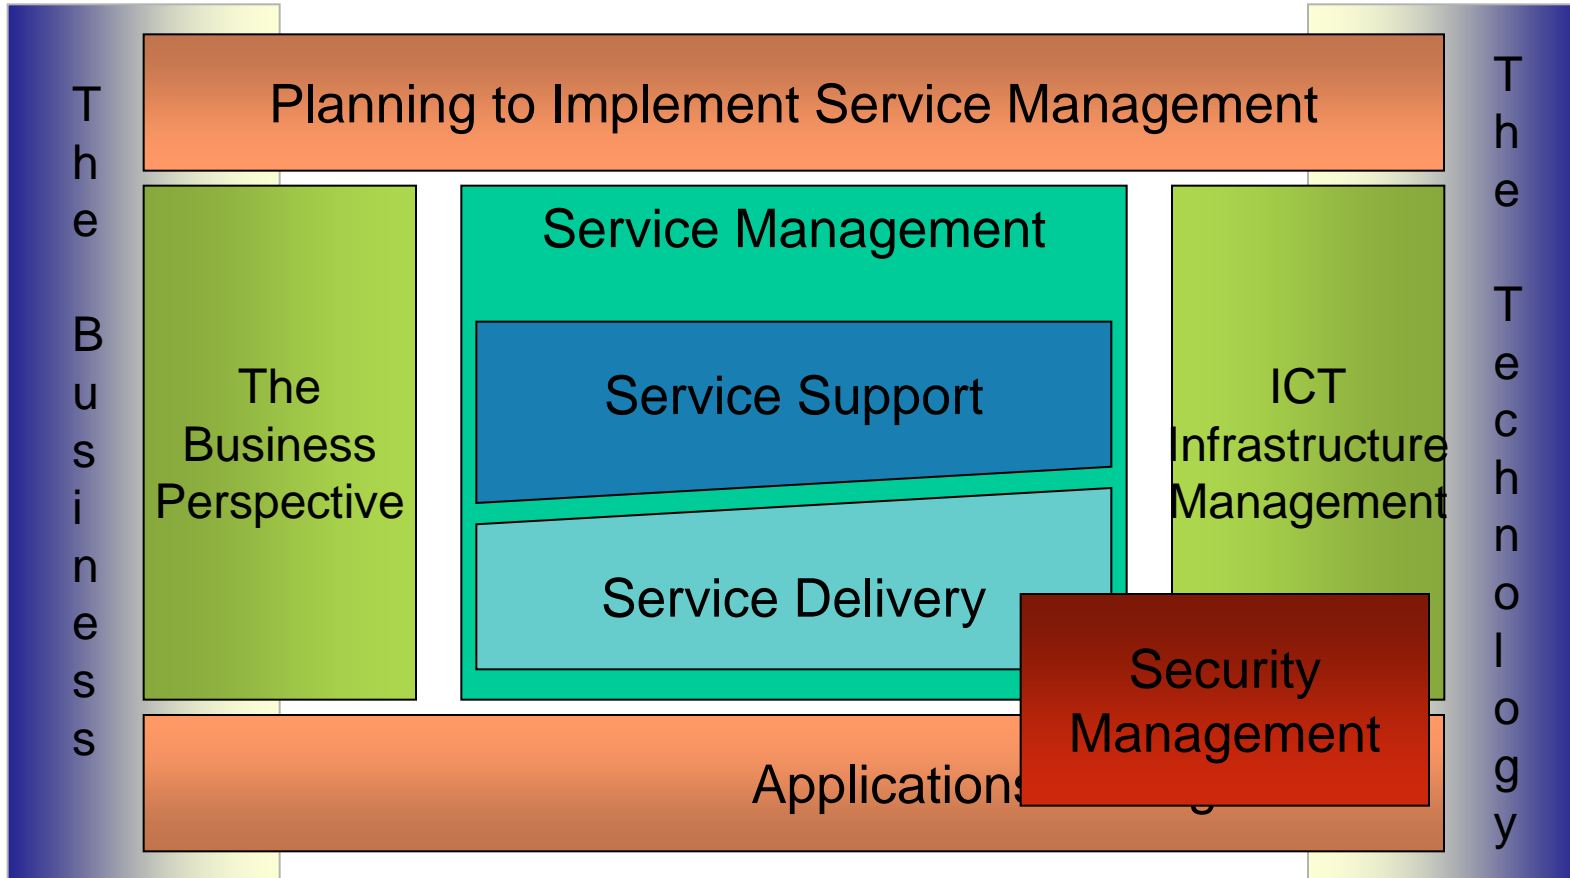 Planning to Implement Service Management
The Business
The Technology
Service Management
The
Business
Perspective
Service Support
ICT
Infrastructure
Management
Service Delivery
Security
Management
Applications